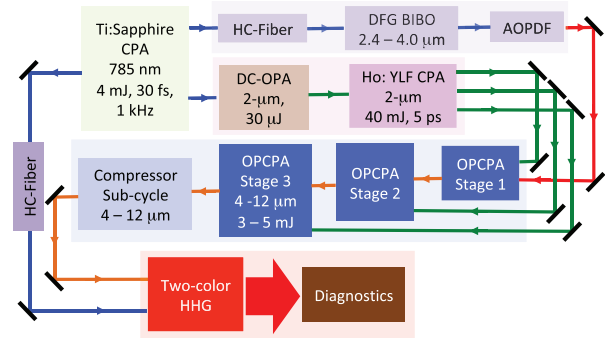 Ti:Sapphire
CPA
785 nm
4 mJ, 30 fs,
1 kHz
HC-Fiber
DFG BIBO
2.4 – 4.0 μm
AOPDF
DC-OPA
2-μm,
30 μJ
Ho: YLF CPA
2-μm
40 mJ, 5 ps
HC-Fiber
Compressor
Sub-cycle
4 – 12 μm
OPCPA
Stage 3
4 -12 μm
3 – 5 mJ
OPCPA
Stage 2
OPCPA
Stage 1
Two-color
HHG
Diagnostics